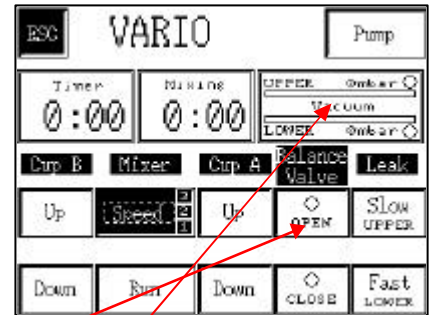 ESC VARIO Pump
Timer Mixing UPPER 0mbar
0:00 0:00 Vacuum
LOWER 0mbar
Cup B Mixer Cup A Balance Valve Leak
Up Speed 3 2 1 Up OPEN Slow UPPER
Down Run Down CLOSE Fast LOWER